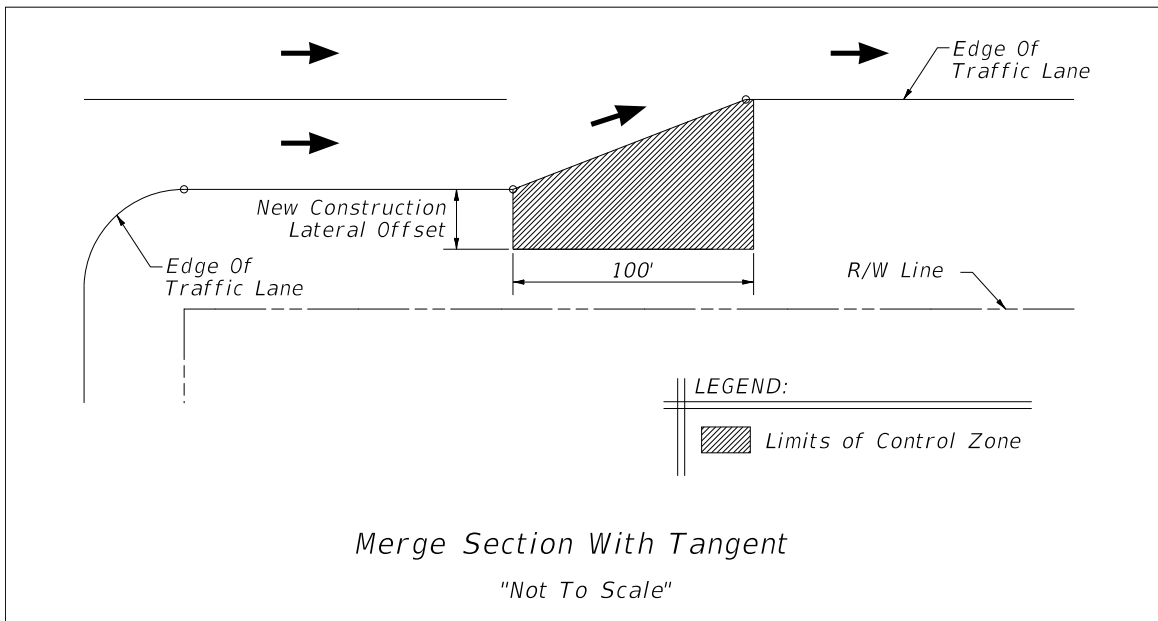 Edge Of
Traffic Lane
New Construction
Lateral Offset
100'
Edge Of
Traffic Lane
R/W Line
LEGEND:
Limits of Control Zone
Merge Section With Tangent
"Not To Scale"